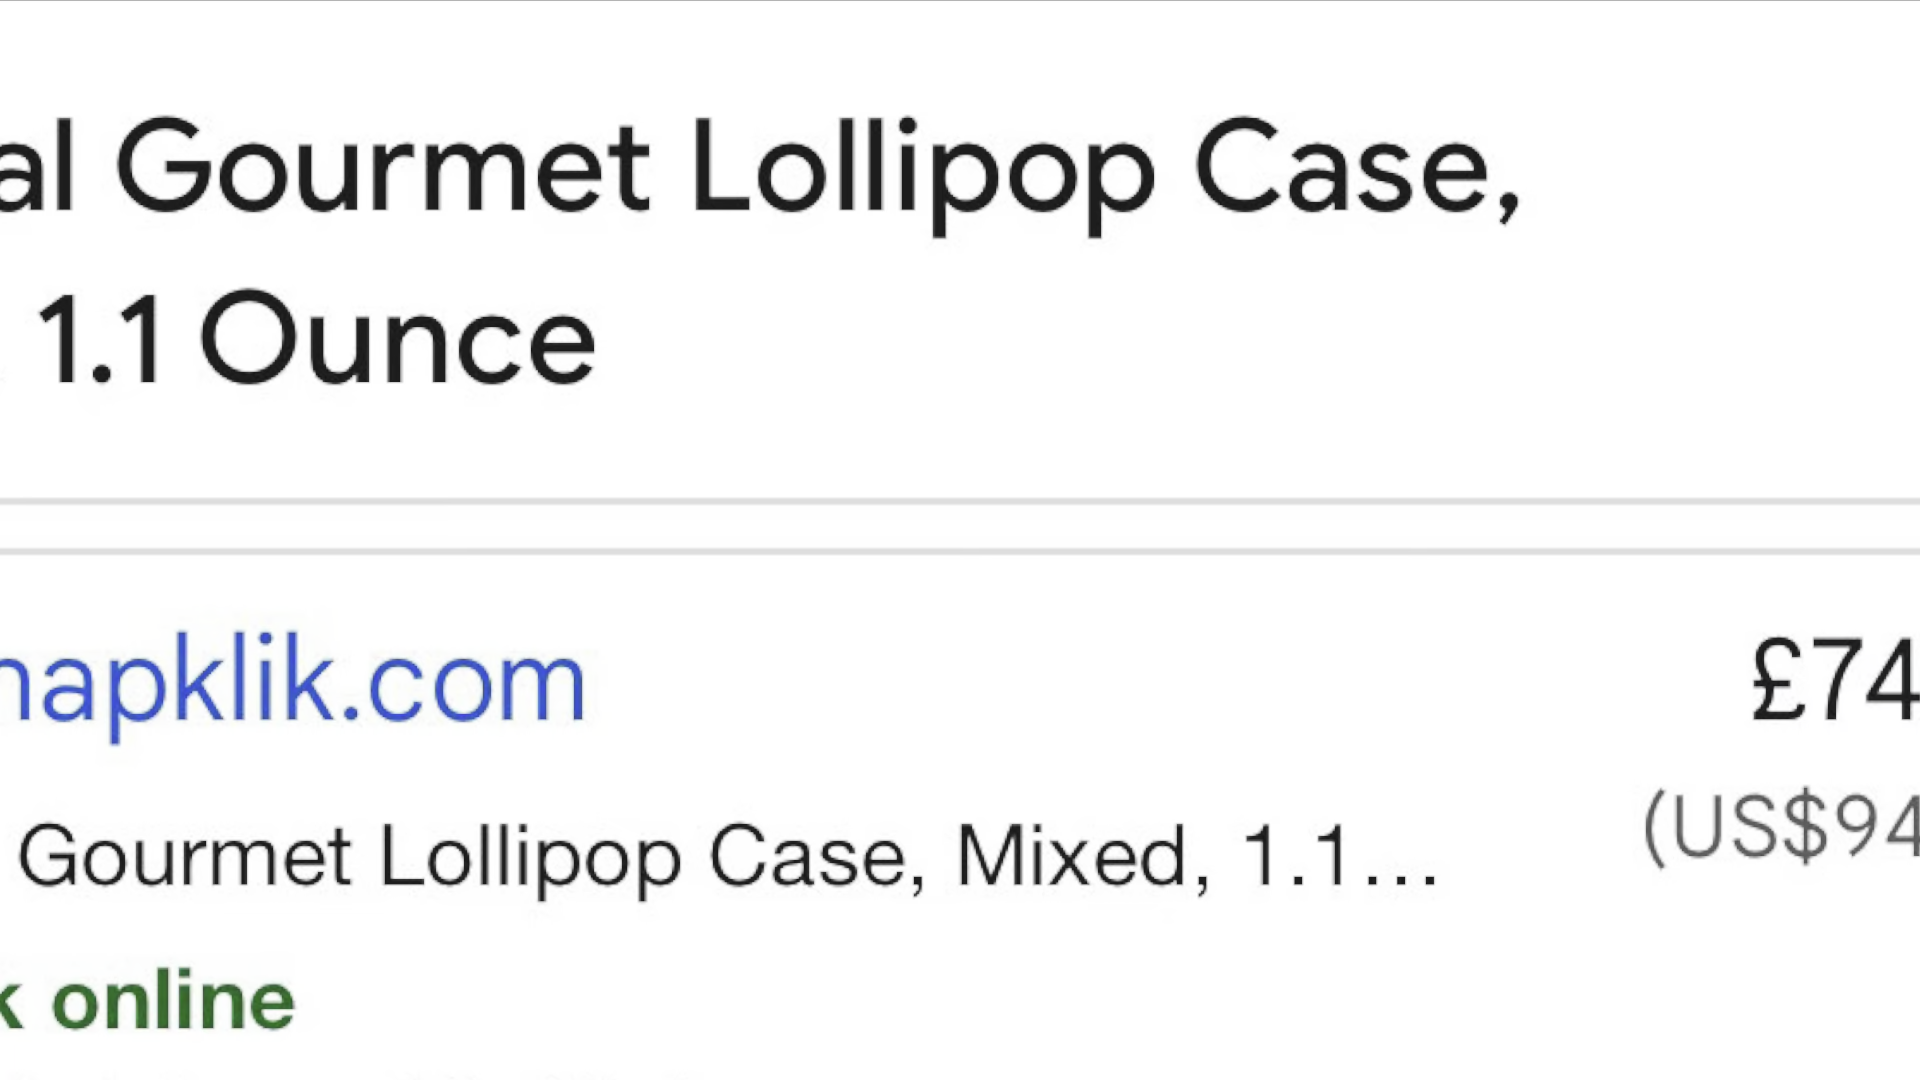 al Gourmet Lollipop Case,
1.1 Ounce
napklik.com
£74
(US$94
Gourmet Lollipop Case, Mixed, 1.1...
k online